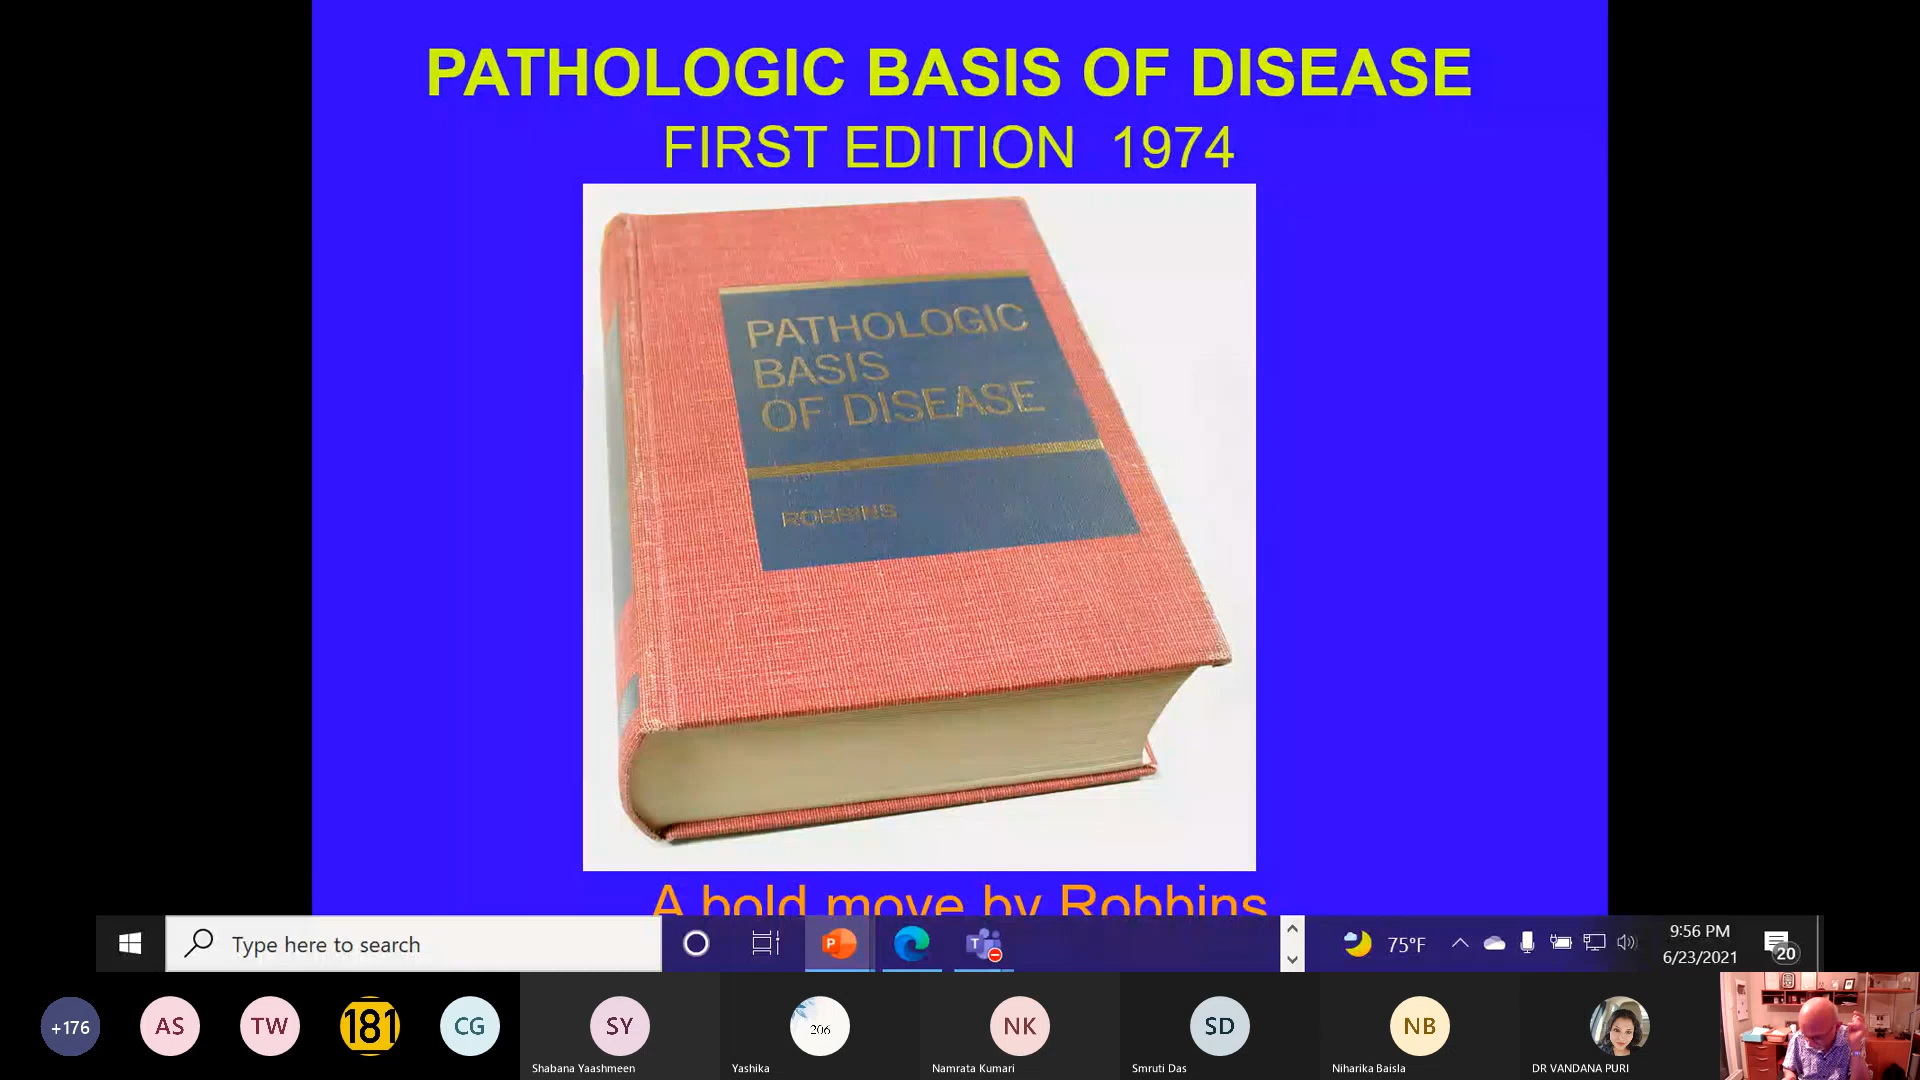 PATHOLOGIC BASIS OF DISEASE
FIRST EDITION 1974
PATHOLOGIC
BASIS
OF DISEASE
ROBBINS
A bold move by Robbins
Type here to search
75°F
9:56 PM
6/23/2021
20
+176
AS
TW
181
CG
SY
206
NK
SD
NB
Shabana Yaashmeen
Yashika
Namrata Kumari
Smruti Das
Niharika Baisla
DR VANDANA PURI